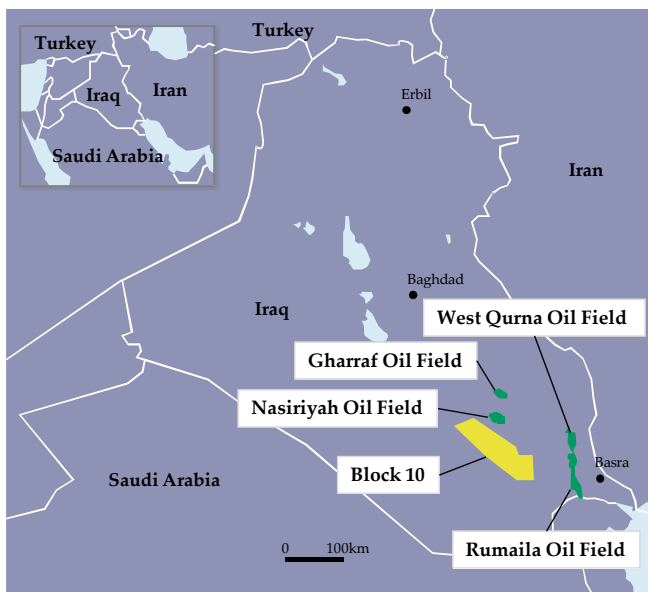 Turkey
Iraq
Iran
Saudi Arabia
Turkey
Erbil
Iran
Baghdad
Iraq
West Qurna Oil Field
Gharraf Oil Field
Nasiriyah Oil Field
Block 10
Basra
Saudi Arabia
Rumaila Oil Field
0 100km